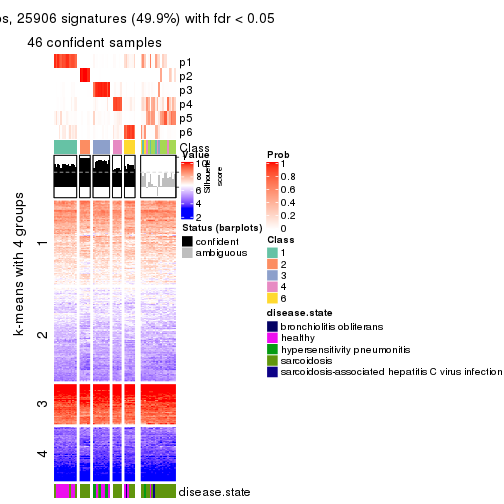 os, 25906 signatures (49.9%) with fdr < 0.05
46 confident samples
p1
p2
p3
p4
p5
p6
Class
Silhouette
score
k-means with 4 groups
1
2
3
4
disease.state
Value
10
8
6
4
2
Status (barplots)
confident
ambiguous
Prob
1
0.8
0.6
0.4
0.2
0
Class
1
2
3
4
6
disease.state
bronchiolitis obliterans
healthy
hypersensitivity pneumonitis
sarcoidosis
sarcoidosis-associated hepatitis C virus infection